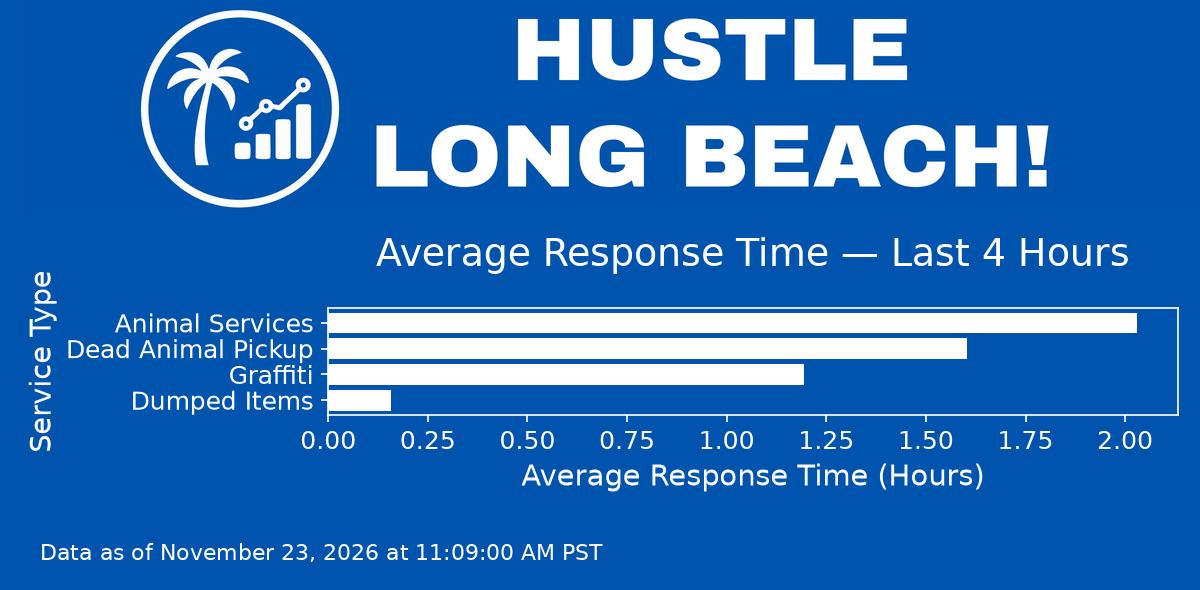 HUSTLE
LONG BEACH!
Average Response Time — Last 4 Hours
Service Type
Animal Services
Dead Animal Pickup
Graffiti
Dumped Items
0.00 0.25 0.50 0.75 1.00 1.25 1.50 1.75 2.00
Average Response Time (Hours)
Data as of November 23, 2026 at 11:09:00 AM PST